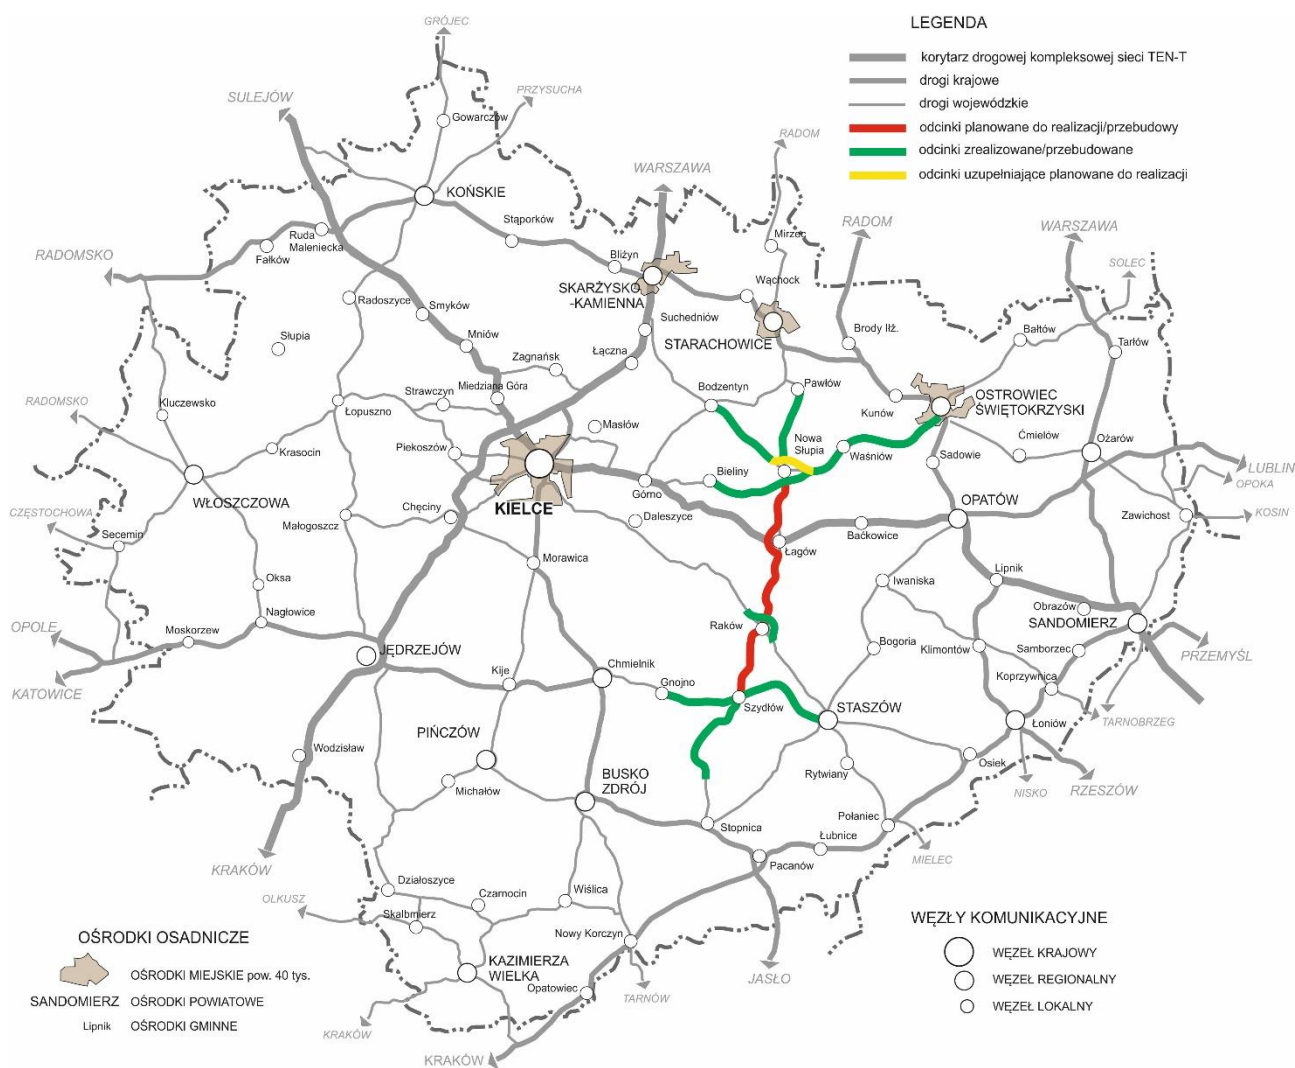 GRÓJEC
LEGENDA
korytarz drogowej kompleksowej sieci TEN-T
drogi krajowe
drogi wojewódzkie
odcinki planowane do realizacji/przebudowy
odcinki zrealizowane/przebudowane
odcinki uzupełniające planowane do realizacji
SULEJÓW
PRZYSUCHA
Gowarczów
RADOM
WARSZAWA
KOŃSKIE
Stąporków
Ruda
Maleniecka
Fałków
RADOMSKO
Mirzec
RADOM
WARSZAWA
SOLEC
Bliżyn
SKARŻYSKO
-KAMIENNA
Wąchock
Radoszyce
Smyków
Suchedniów
STARACHOWICE
Brody Iłż.
Bałtów
Tarłów
Słupia
Mniów
Zagnańsk
Łączna
Strawczyn
Miedziana Góra
Bodzentyn
Pawłów
Kunów
OSTROWIEC
ŚWIĘTOKRZYSKI
RADOMSKO
Kluczewsko
Łopuszno
Masłów
Piekoszów
Krasocin
Nowa
Słupia
Waśniów
Sadowie
Ćmielów
Ożarów
LUBLIN
OPOKA
WŁOSZCZOWA
KIELCE
Górno
Bieliny
OPATÓW
CZĘSTOCHOWA
Secemin
Małogoszcz
Chęciny
Daleszyce
Zawichost
KOSIN
Morawica
Łagów
Baćkowice
Oksa
Iwaniska
Lipnik
Obrazów
SANDOMIERZ
Nagłowice
OPOLE
Moskorzew
Raków
Bogoria
Klimontów
Samborzec
PRZEMYŚL
JĘDRZEJÓW
KATOWICE
Kije
Chmielnik
Gnojno
Koprzywnica
Szydłów
STASZÓW
Łoniów
TARNOBRZEG
PIŃCZÓW
Wodzisław
Osiek
Rytwiany
Michałów
BUSKO
ZDRÓJ
NISKO
RZESZÓW
Stopnica
Połaniec
Łubnice
MIELEC
KRAKÓW
Pacanów
OLKUSZ
Działoszyce
Czarnocin
Wiślica
Skalbmierz
WĘZŁY KOMUNIKACYJNE
OŚRODKI OSADNICZE
Nowy Korczyn
WĘZEŁ KRAJOWY
KAZIMIERZA
WIELKA
OŚRODKI MIEJSKIE pow. 40 tys.
Opatowiec
JASŁO
WĘZEŁ REGIONALNY
SANDOMIERZ OŚRODKI POWIATOWE
TARNÓW
WĘZEŁ LOKALNY
Lipnik OŚRODKI GMINNE
KRAKÓW
KRAKÓW